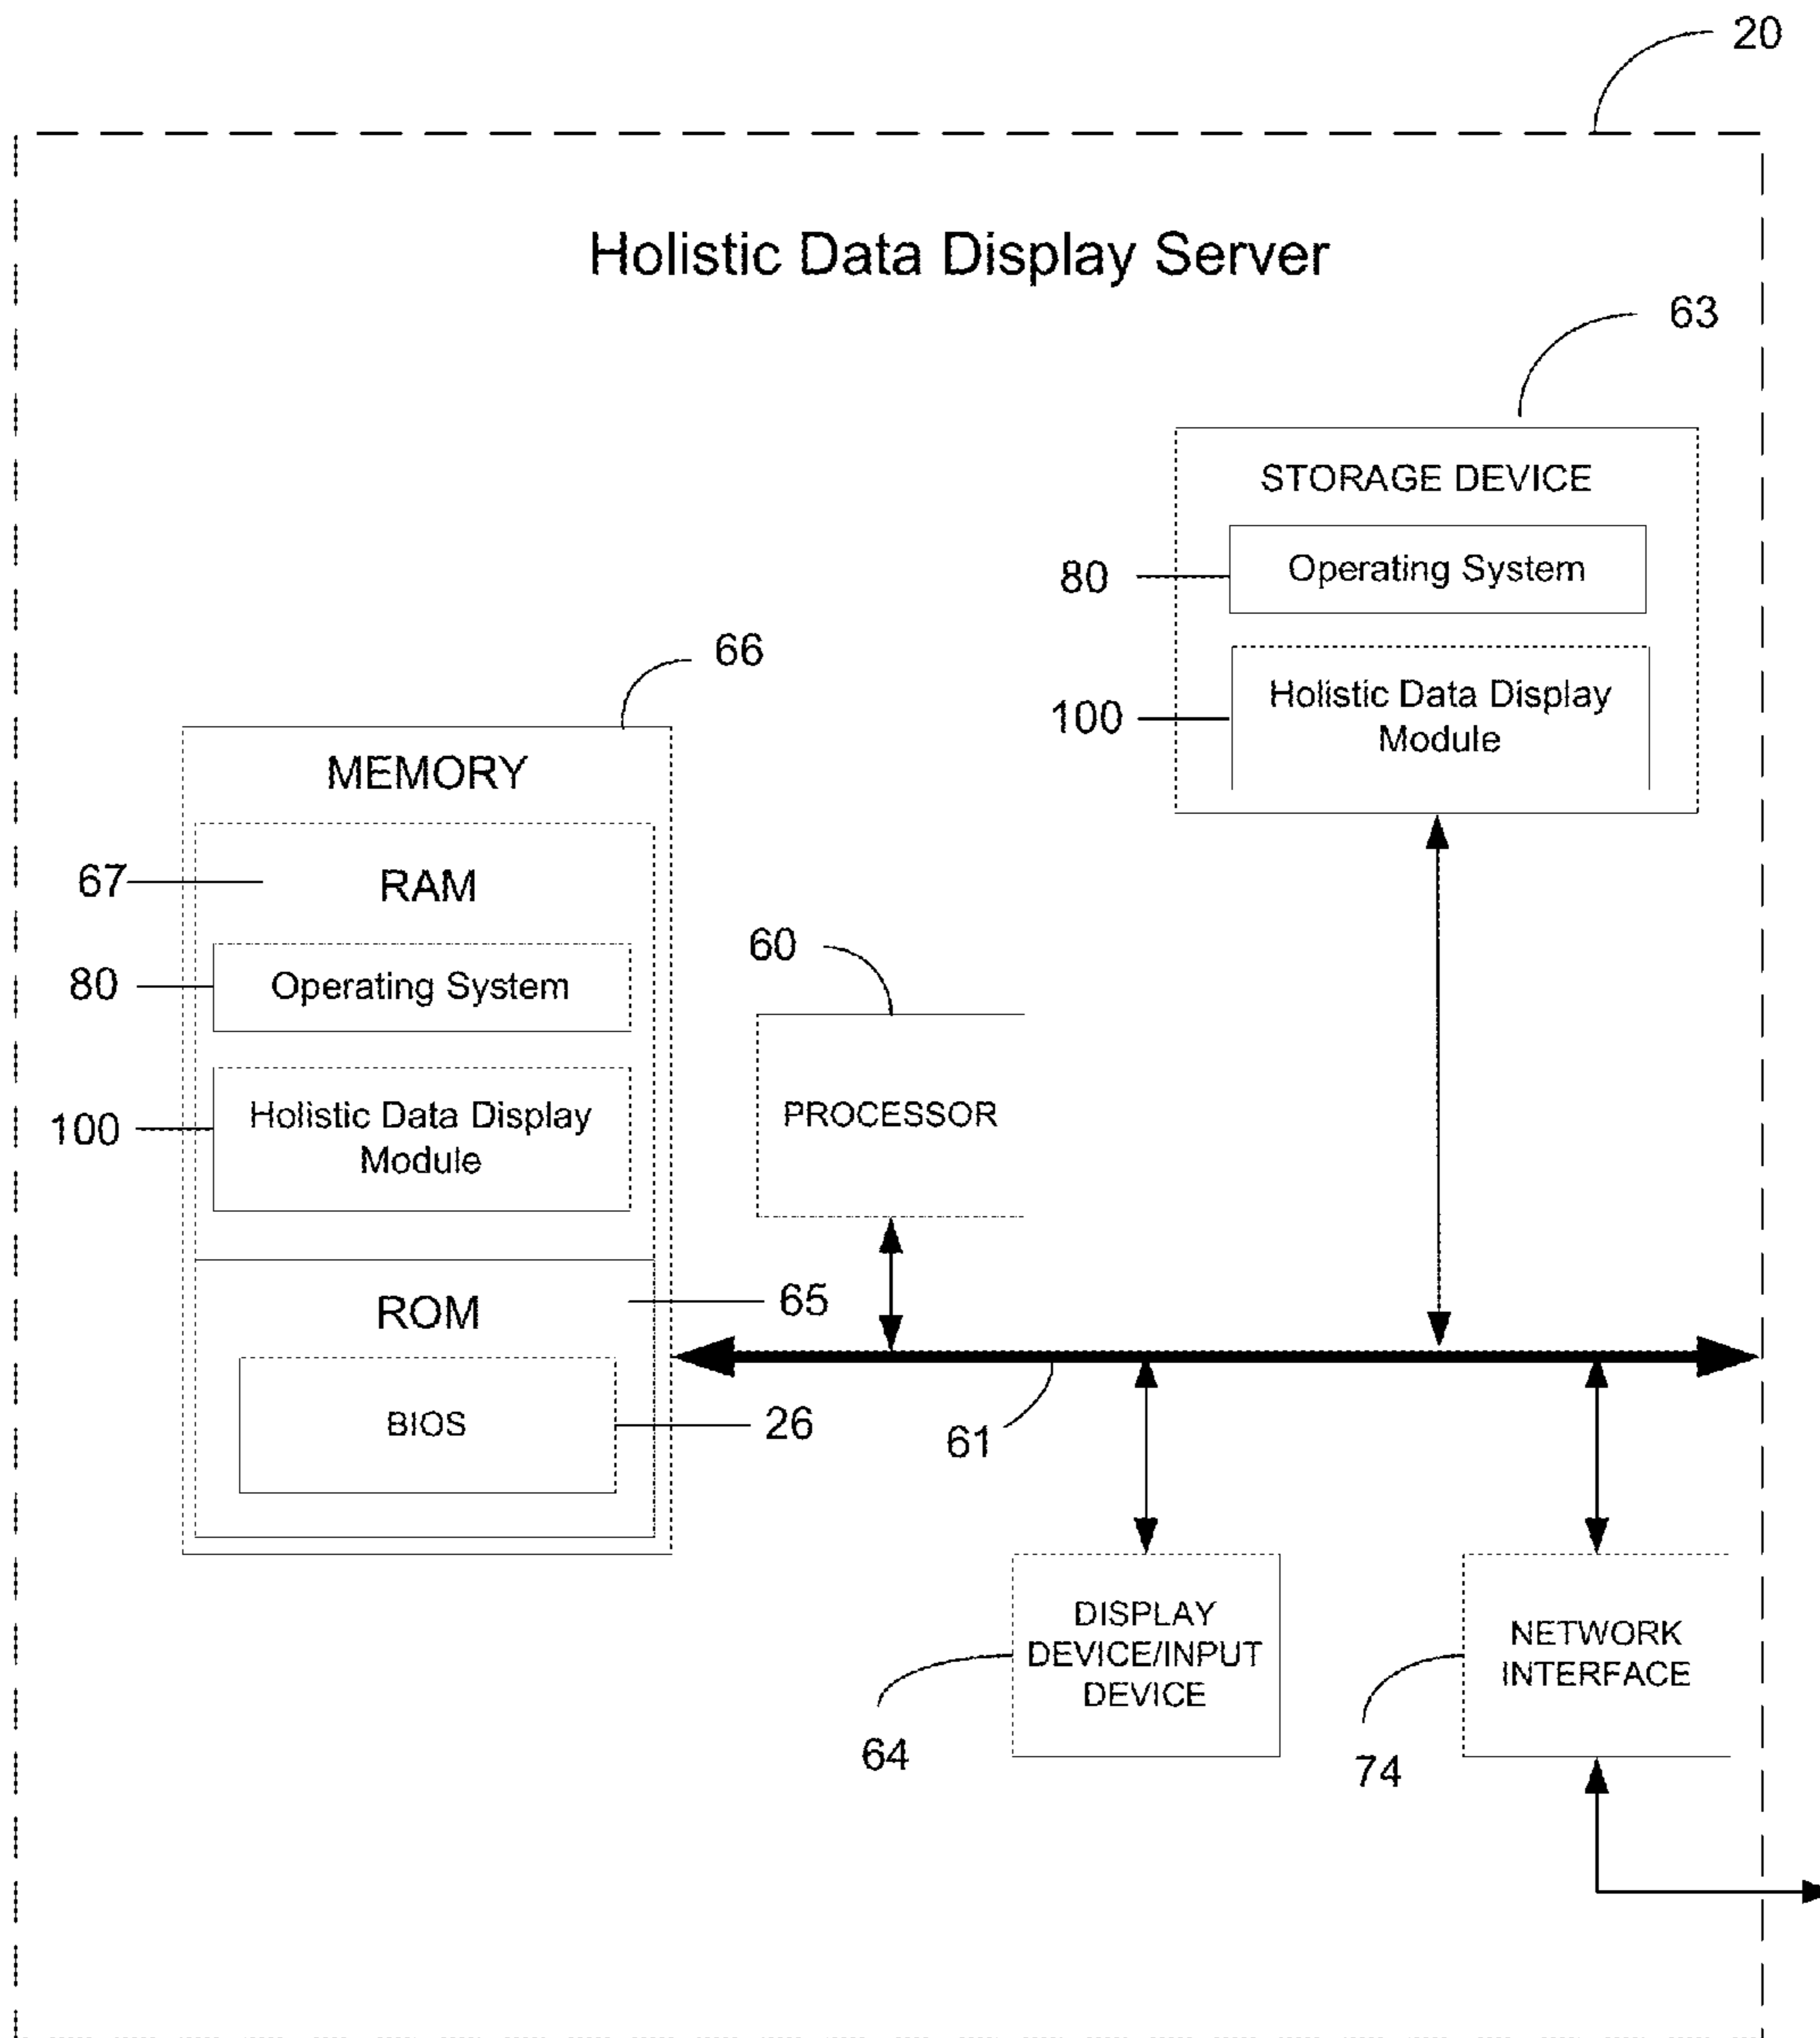 20
Holistic Data Display Server
63
STORAGE DEVICE
80
Operating System
100
Holistic Data Display
Module
66
MEMORY
67
RAM
80
Operating System
100
Holistic Data Display
Module
60
PROCESSOR
ROM
65
BIOS
26
61
DISPLAY
DEVICE/INPUT
DEVICE
64
NETWORK
INTERFACE
74